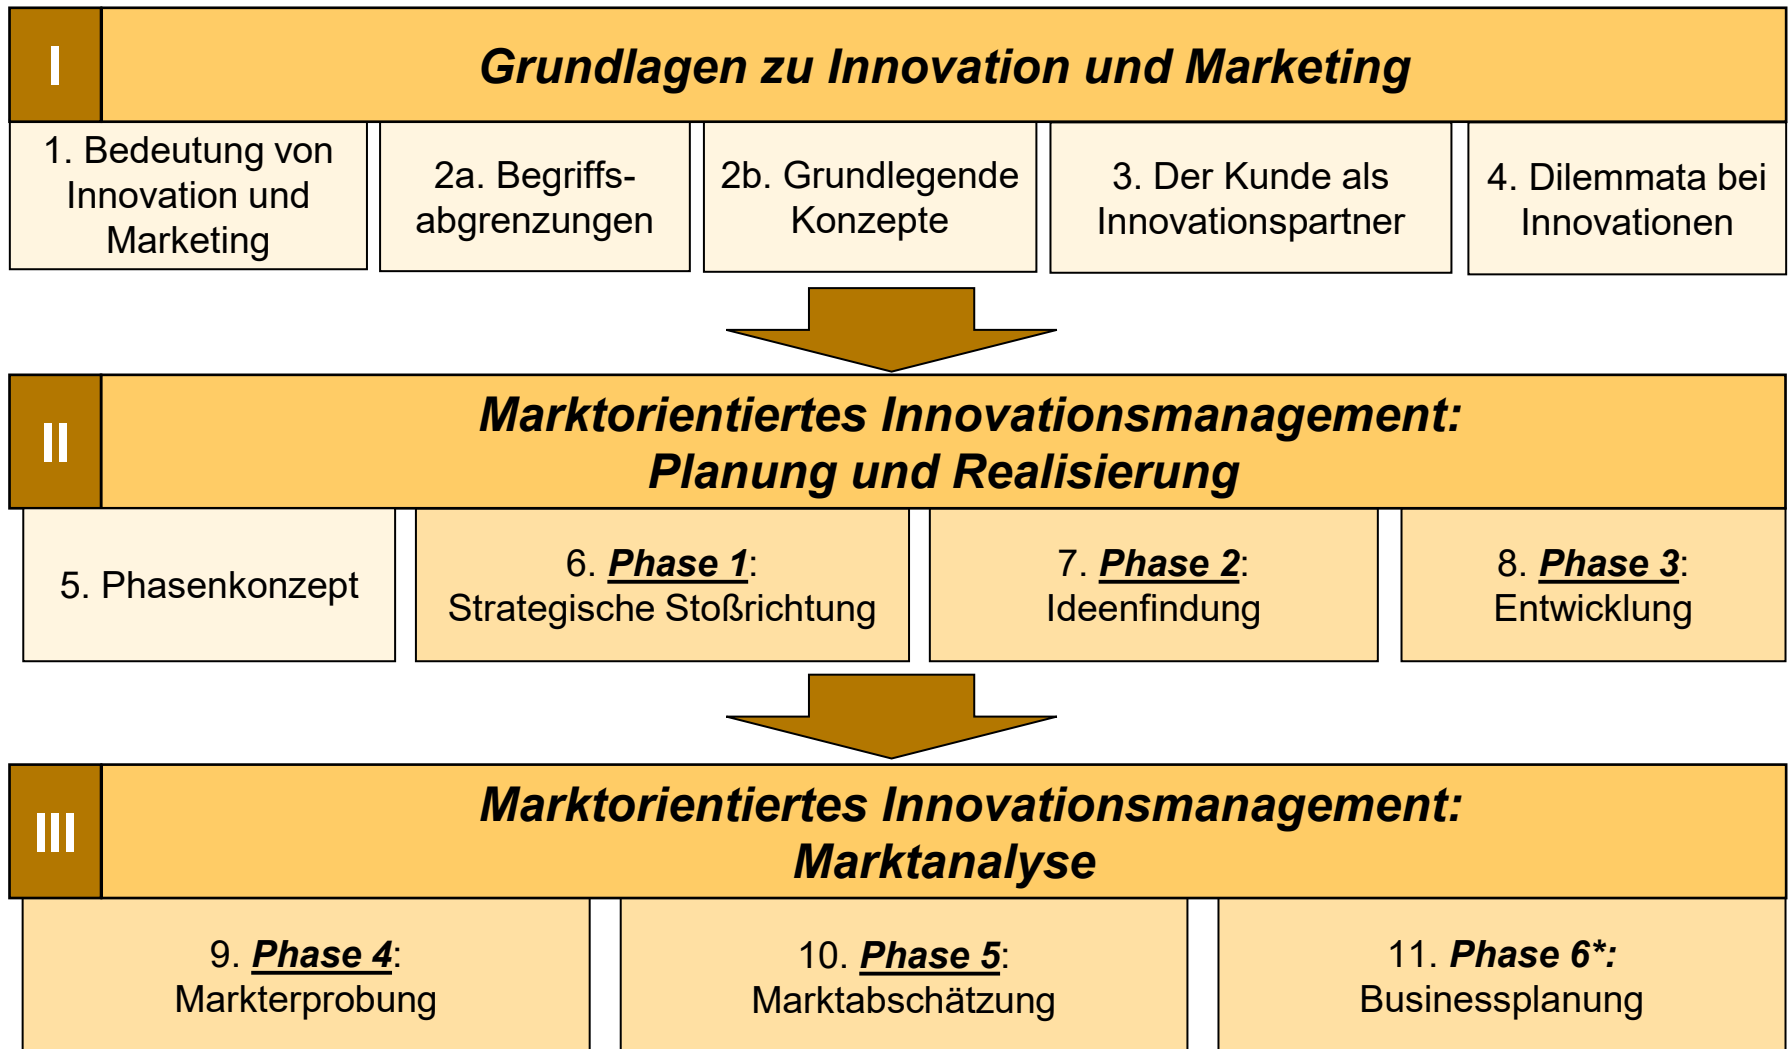 I
Grundlagen zu Innovation und Marketing
1. Bedeutung von
Innovation und
Marketing
2a. Begriffs-
abgrenzungen
2b. Grundlegende
Konzepte
3. Der Kunde als
Innovationspartner
4. Dilemmata bei
Innovationen
II
Marktorientiertes Innovationsmanagement:
Planung und Realisierung
5. Phasenkonzept
6. Phase 1:
Strategische Stoßrichtung
7. Phase 2:
Ideenfindung
8. Phase 3:
Entwicklung
III
Marktorientiertes Innovationsmanagement:
Marktanalyse
9. Phase 4:
Markterprobung
10. Phase 5:
Marktabschätzung
11. Phase 6*:
Businessplanung